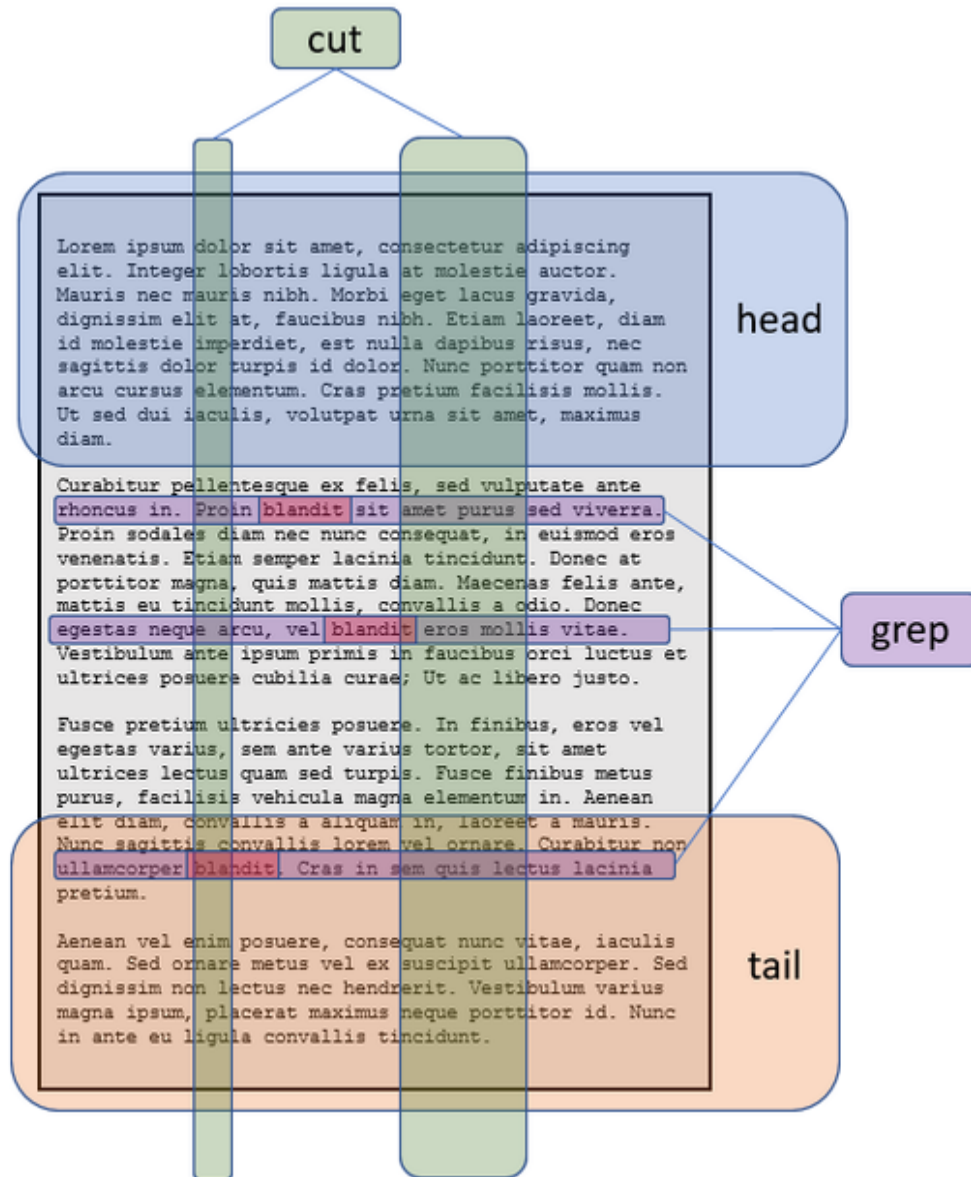 cut
Lorem ipsum dolor sit amet, consectetur adipiscing
elit. Integer lobortis ligula at molestie auctor.
Mauris nec mauris nibh. Morbi eget lacus gravida,
dignissim elit at, faucibus nibh. Etiam laoreet, diam
id molestie imperdiet, est nulla dapibus risus, nec
sagittis dolor turpis id dolor. Nunc porttitor quam non
arcu cursus elementum. Cras pretium facilisis mollis.
Ut sed dui iaculis, volutpat urna sit amet, maximus
diam.
head
Curabitur pellentesque ex felis, sed vulputate ante
rhoncus in. Proin blandit sit amet purus sed viverra.
Proin sodales diam nec nunc consequat, in euismod eros
venenatis. Etiam semper lacinia tincidunt. Donec at
porttitor magna, quis mattis diam. Maecenas felis ante,
mattis eu tincidunt mollis, convallis a odio. Donec
egestas neque arcu, vel blandit eros mollis vitae.
Vestibulum ante ipsum primis in faucibus orci luctus et
ultrices posuere cubilia curae; Ut ac libero justo.
grep
Fusce pretium ultricies posuere. In finibus, eros vel
egestas varius, sem ante varius tortor, sit amet
ultrices lectus quam sed turpis. Fusce finibus metus
purus, facilisis vehicula magna elementum in. Aenean
elit diam, convallis a aliquam in, laoreet a mauris.
Nunc sagittis convallis lorem vel ornare. Curabitur non
ullamcorper blandit. Cras in sem quis lectus lacinia
pretium.
Aenean vel enim posuere, consequat nunc vitae, iaculis
quam. Sed ornare metus vel ex suscipit ullamcorper. Sed
dignissim non lectus nec hendrerit. Vestibulum varius
magna ipsum, placerat maximus neque porttitor id. Nunc
in ante eu ligula convallis tincidunt.
tail